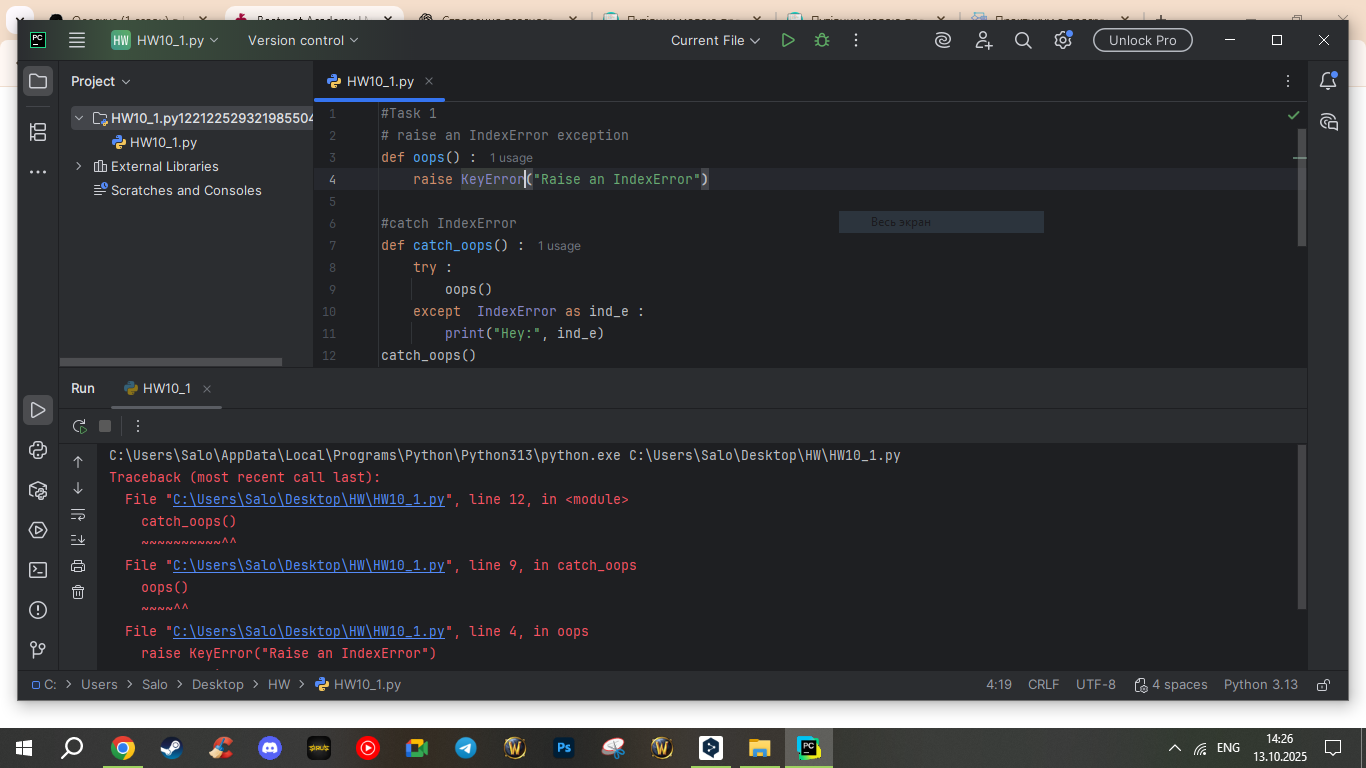 HW HW10_1.py Version control Current File Unlock Pro
Project
HW10_1.py
HW10_1.py122122529321985504
HW10_1.py
External Libraries
Scratches and Consoles
1 #Task 1
2 # raise an IndexError exception
3 def oops() : 1 usage
4 raise KeyError("Raise an IndexError")
5
6 #catch IndexError
Весь экран
7 def catch_oops() : 1 usage
8 try :
9 oops()
10 except IndexError as ind_e :
11 print("Hey:", ind_e)
12 catch_oops()
Run HW10_1
C:\Users\Salo\AppData\Local\Programs\Python\Python313\python.exe C:\Users\Salo\Desktop\HW\HW10_1.py
Traceback (most recent call last):
File "C:\Users\Salo\Desktop\HW\HW10_1.py", line 12, in <module>
catch_oops()
~~~~~~~~~~^^
File "C:\Users\Salo\Desktop\HW\HW10_1.py", line 9, in catch_oops
oops()
~~~~^^
File "C:\Users\Salo\Desktop\HW\HW10_1.py", line 4, in oops
raise KeyError("Raise an IndexError")
C: > Users > Salo > Desktop > HW > HW10_1.py 4:19 CRLF UTF-8 4 spaces Python 3.13
ENG
14:26
13.10.2025